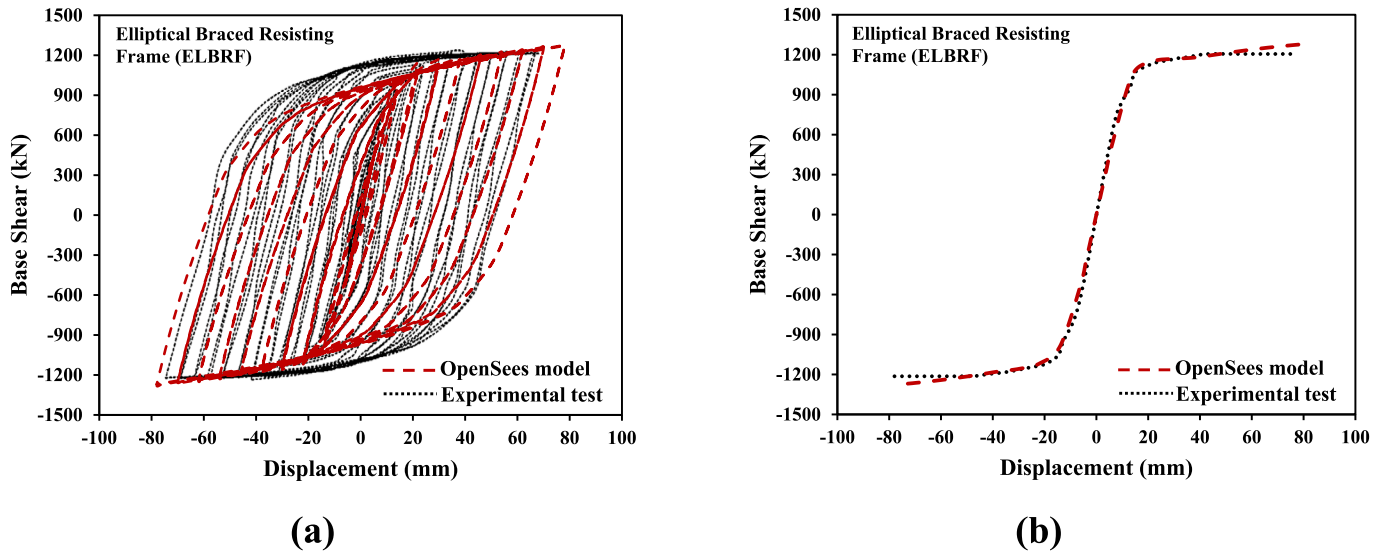 1500
1200
900
600
300
0
-300
-600
-900
-1200
-1500
Base Shear (kN)
Elliptical Braced Resisting
Frame (ELBRF)
OpenSees model
Experimental test
-100 -80 -60 -40 -20 0 20 40 60 80 100
Displacement (mm)
(a)
1500
1200
900
600
300
0
-300
-600
-900
-1200
-1500
Base Shear (kN)
Elliptical Braced Resisting
Frame (ELBRF)
OpenSees model
Experimental test
-100 -80 -60 -40 -20 0 20 40 60 80 100
Displacement (mm)
(b)